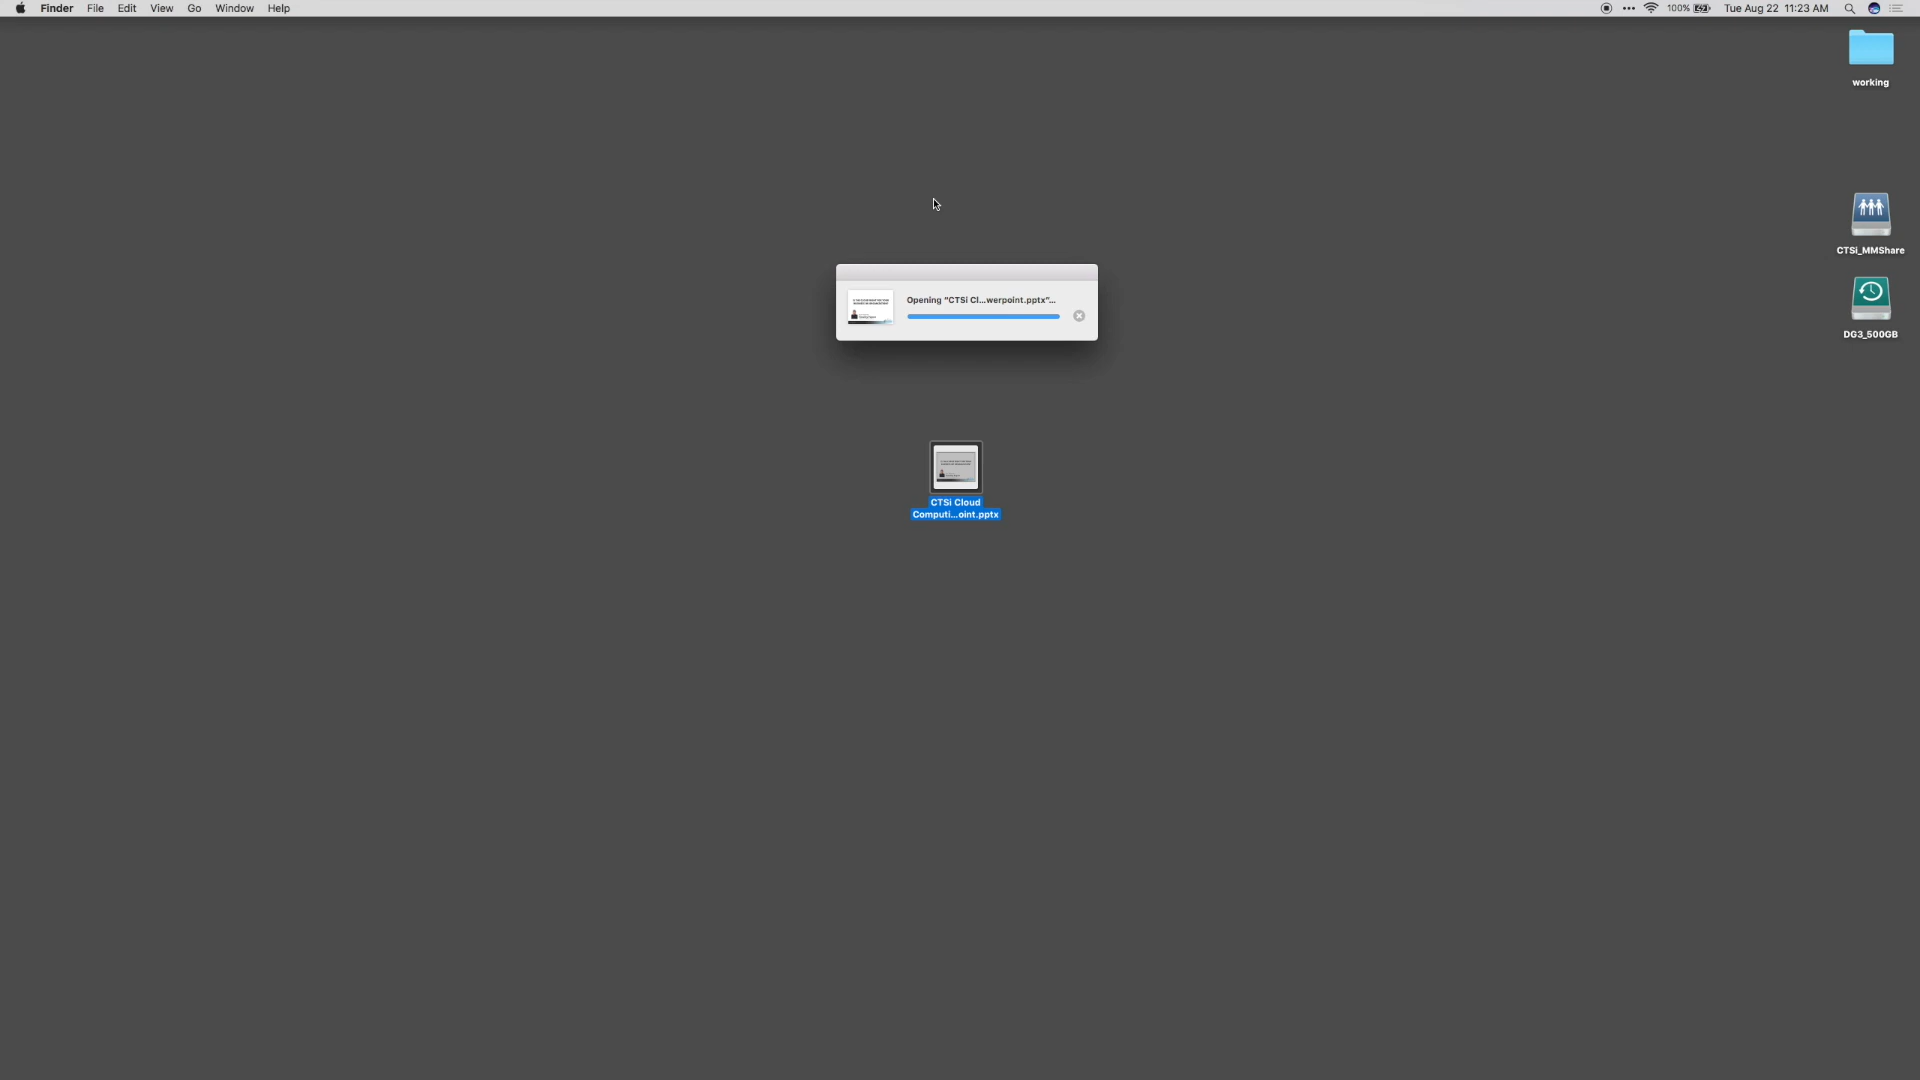 Finder File Edit View Go Window Help
100% Tue Aug 22 11:23 AM
working
CTSi_MMShare
Opening “CTSi Cl...werpoint.pptx”...
DG3_500GB
CTSi Cloud
Computi...oint.pptx